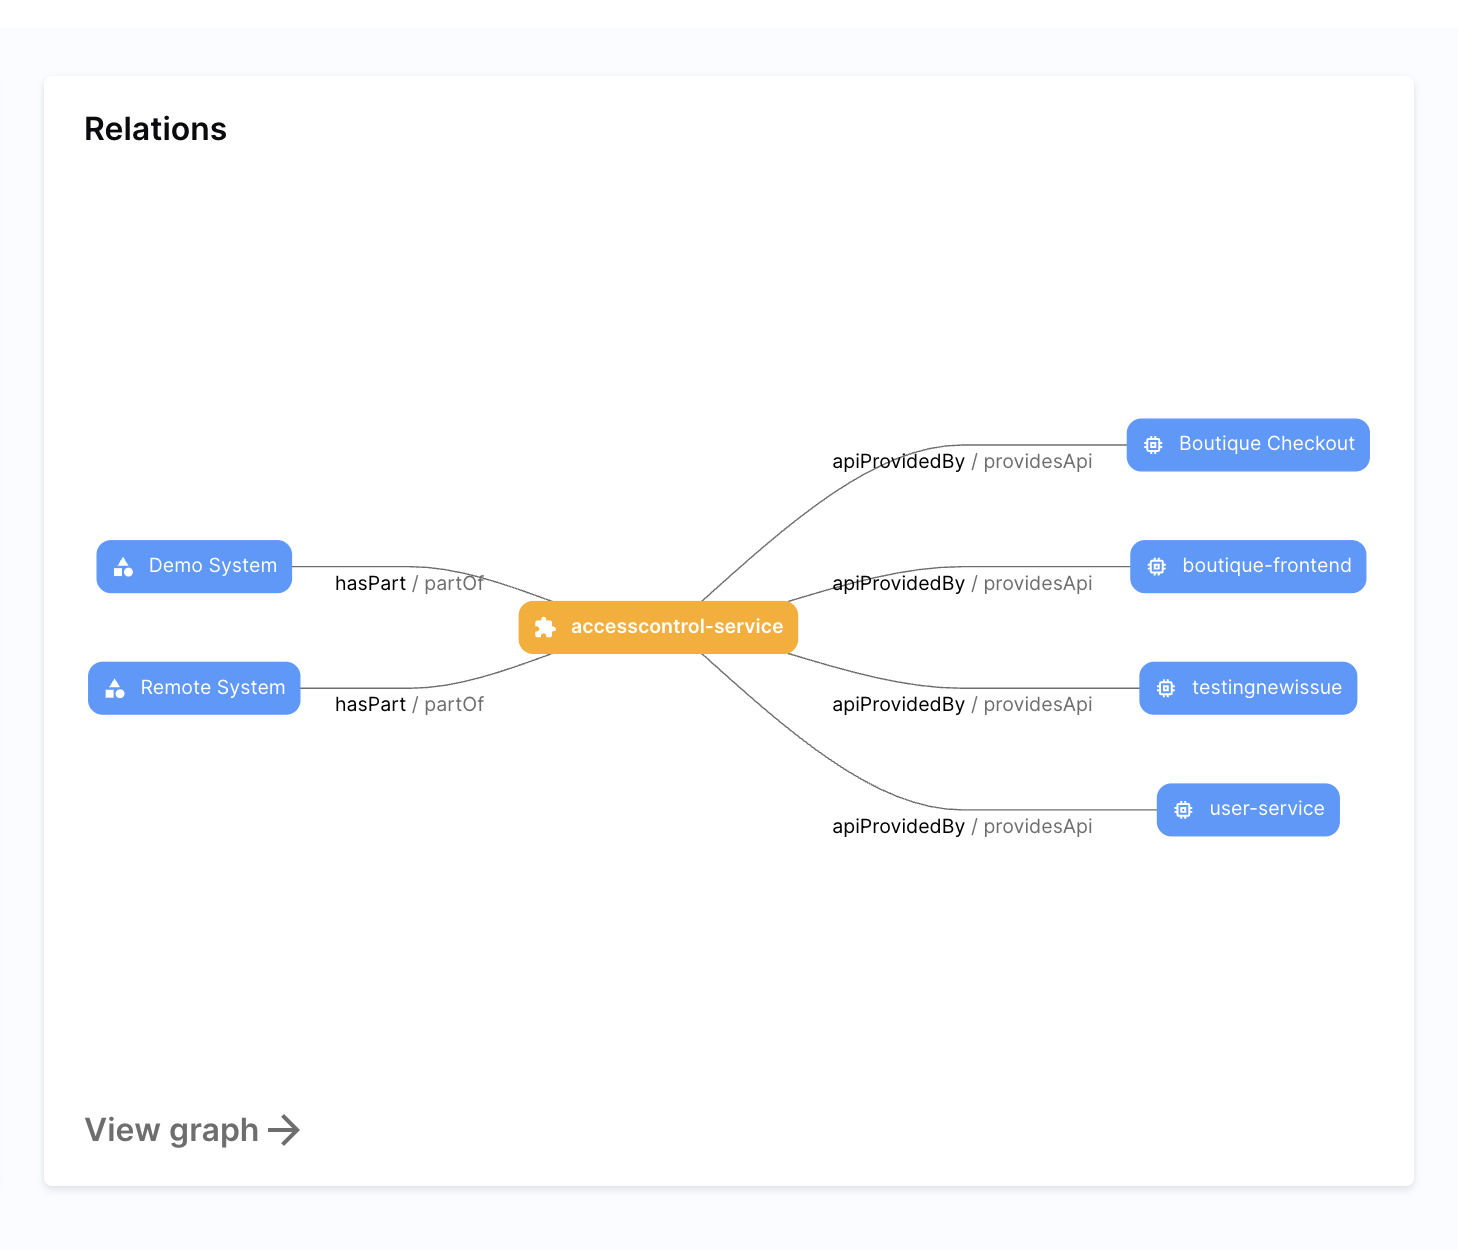 Relations
Boutique Checkout
apiProvidedBy / providesApi
Demo System
boutique-frontend
hasPart / partOf
apiProvidedBy / providesApi
accesscontrol-service
Remote System
testingnewissue
hasPart / partOf
apiProvidedBy / providesApi
user-service
apiProvidedBy / providesApi
View graph